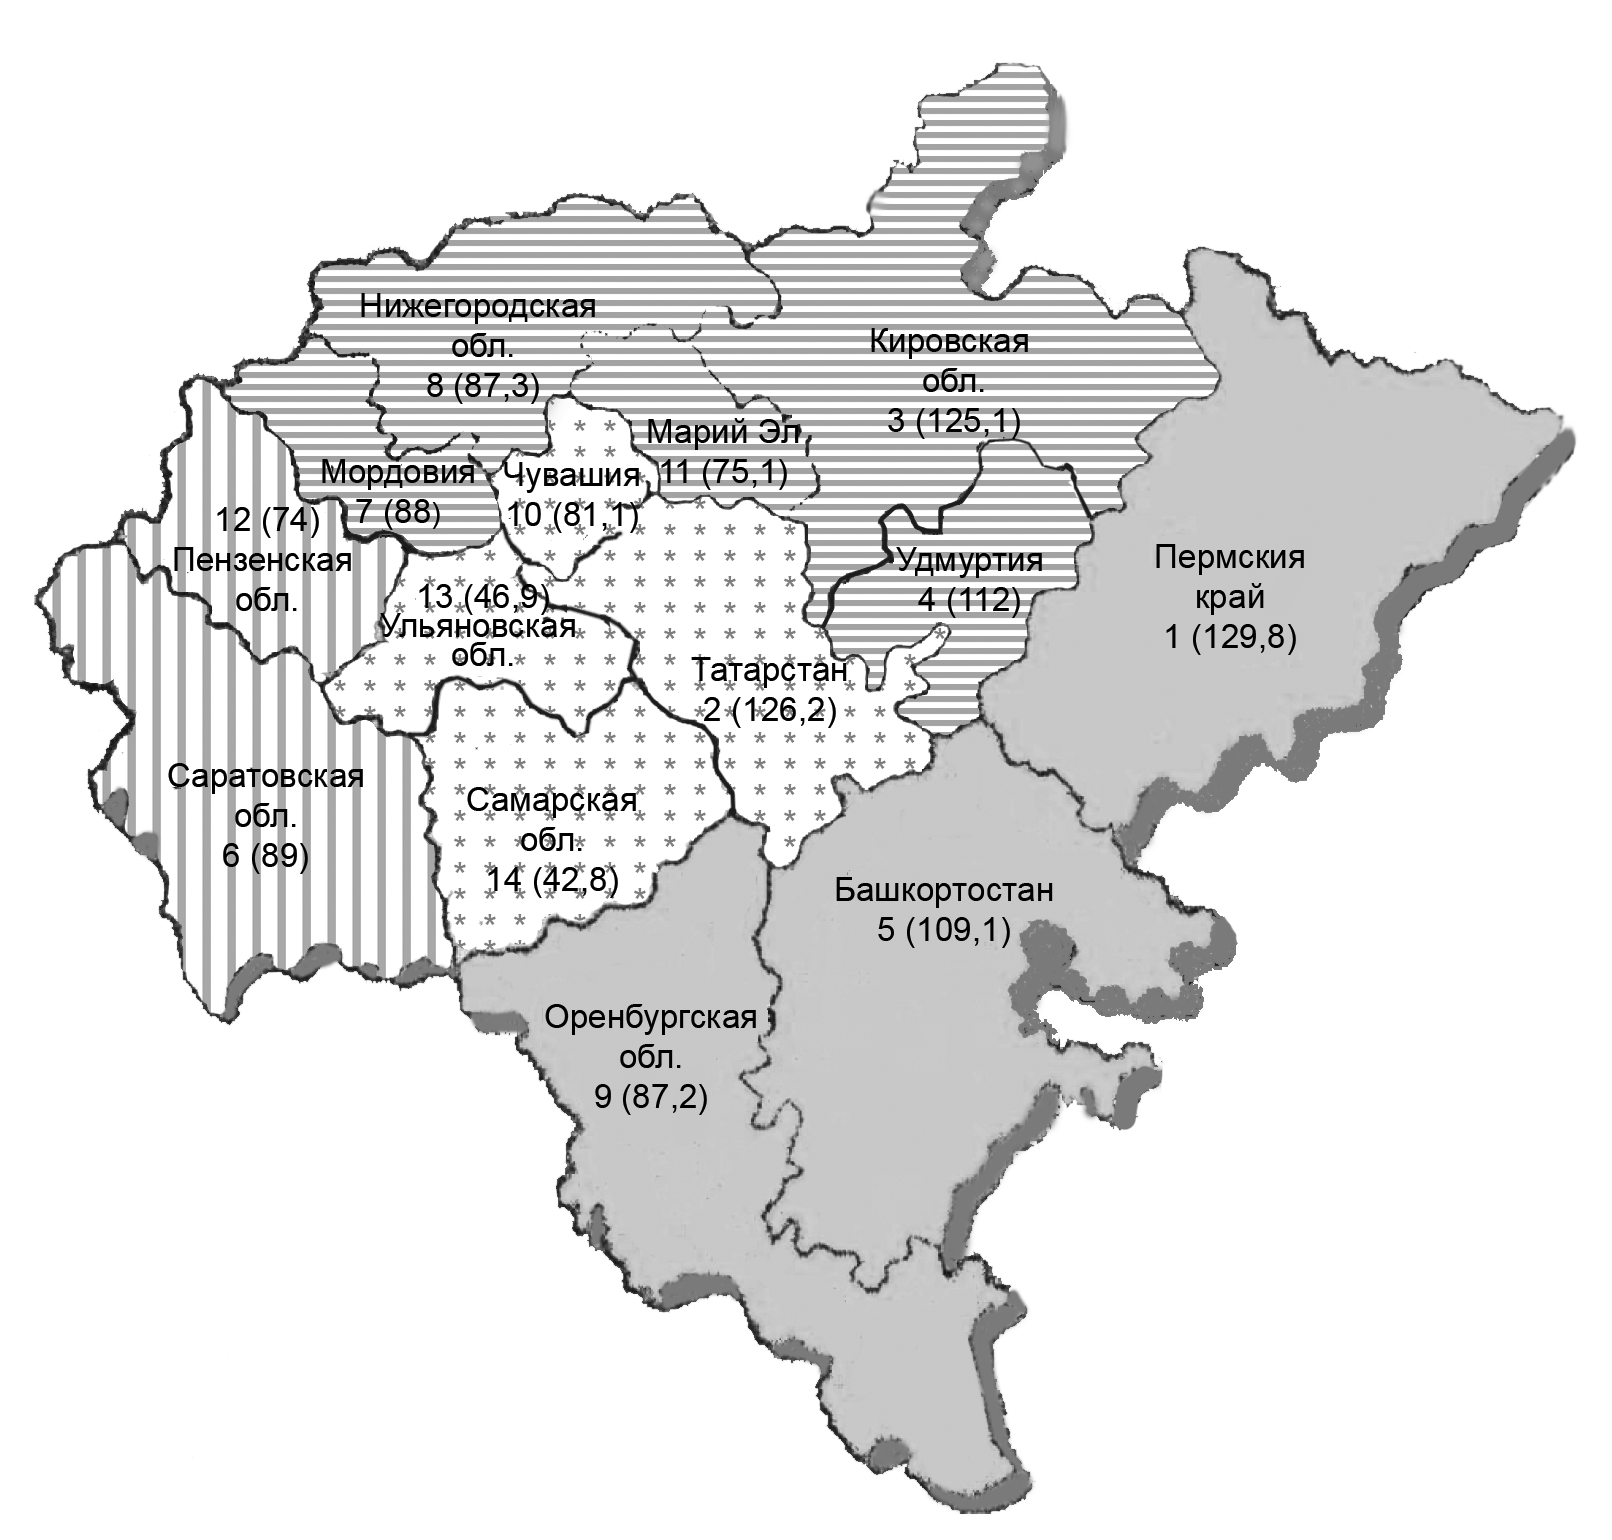 Нижегородская
обл.
8 (87,3)
Кировская
обл.
3 (125,1)
Марий Эл
11 (75,1)
Мордовия
7 (88)
Чувашия
10 (81,1)
12 (74)
Пензенская
обл.
Удмуртия
4 (112)
Пермския
край
1 (129,8)
13 (46,9)
Ульяновская
обл.
Татарстан
2 (126,2)
Саратовская
обл.
6 (89)
Самарская
обл.
14 (42,8)
Башкортостан
5 (109,1)
Оренбургская
обл.
9 (87,2)